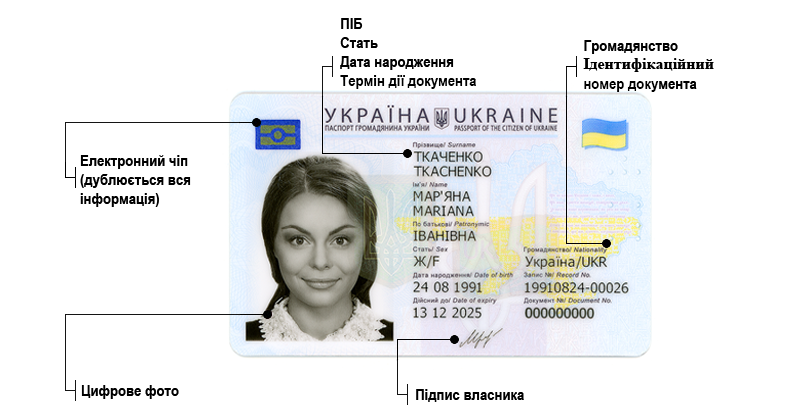 ПІБ
Стать
Дата народження
Термін дії документа
Громадянство
Ідентифікаційний
номер документа
Електронний чіп
(дублюється вся
інформація)
УКРАЇНА UKRAINE
ПАСПОРТ ГРОМАДЯНИНА УКРАЇНИ PASSPORT OF THE CITIZEN OF UKRAINE
Прізвище/ Surname
ТКАЧЕНКО
TKACHENKO
Ім'я/ Name
МАР'ЯНА
MARIANA
По батькові/ Patronymic
ІВАНІВНА
Стать/ Sex
Ж/F
Громадянство/ Nationality
Україна/UKR
Дата народження/ Date of birth
24 08 1991
Запис №/ Record No.
19910824-00026
Дійсний до/ Date of expiry
13 12 2025
Документ №/ Document No.
000000000
Цифрове фото
Підпис власника